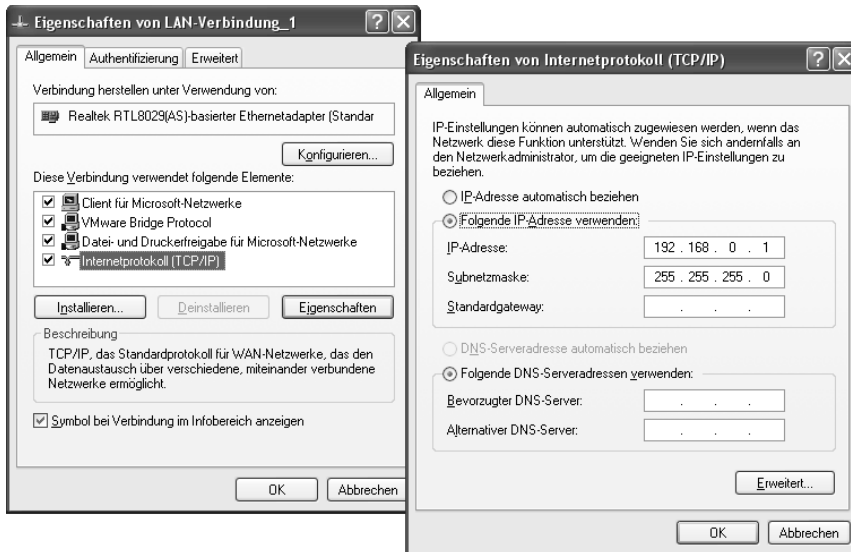 Eigenschaften von LAN-Verbindung_1
Allgemein Authentifizierung Erweitert
Verbindung herstellen unter Verwendung von:
Realtek RTL8029(AS)-basierter Ethernetadapter (Standar
Konfigurieren...
Diese Verbindung verwendet folgende Elemente:
Client für Microsoft-Netzwerke
VMware Bridge Protocol
Datei- und Druckerfreigabe für Microsoft-Netzwerke
Internetprotokoll (TCP/IP)
Installieren... Deinstallieren Eigenschaften
Beschreibung
TCP/IP, das Standardprotokoll für WAN-Netzwerke, das den
Datenaustausch über verschiedene, miteinander verbundene
Netzwerke ermöglicht.
Symbol bei Verbindung im Infobereich anzeigen
OK Abbrechen
Eigenschaften von Internetprotokoll (TCP/IP)
Allgemein
IP-Einstellungen können automatisch zugewiesen werden, wenn das
Netzwerk diese Funktion unterstützt. Wenden Sie sich andernfalls an
den Netzwerkadministrator, um die geeigneten IP-Einstellungen zu
beziehen.
IP-Adresse automatisch beziehen
Folgende IP-Adresse verwenden:
IP-Adresse: 192 . 168 . 0 . 1
Subnetzmaske: 255 . 255 . 255 . 0
Standardgateway: . . .
DNS-Serveradresse automatisch beziehen
Folgende DNS-Serveradressen verwenden:
Bevorzugter DNS-Server: . . .
Alternativer DNS-Server: . . .
Erweitert...
OK Abbrechen